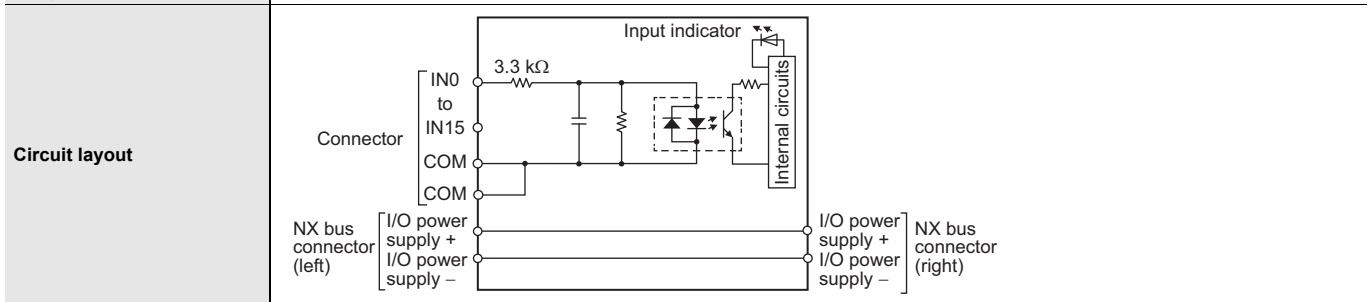 Circuit layout
Input indicator
3.3 kΩ
Connector
IN0
to
IN15
COM
COM
Internal circuits
NX bus
connector
(left)
I/O power
supply +
I/O power
supply −
I/O power
supply +
I/O power
supply −
NX bus
connector
(right)